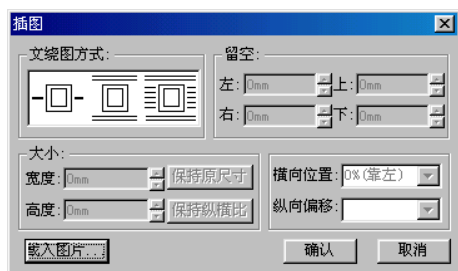 插图
文绕图方式:
留空:
左: 0mm 上: 0mm
右: 0mm 下: 0mm
大小:
宽度: 0mm 保持原尺寸
高度: 0mm 保持纵横比
横向位置: 0%(靠左)
纵向偏移:
载入图片...
确认 取消